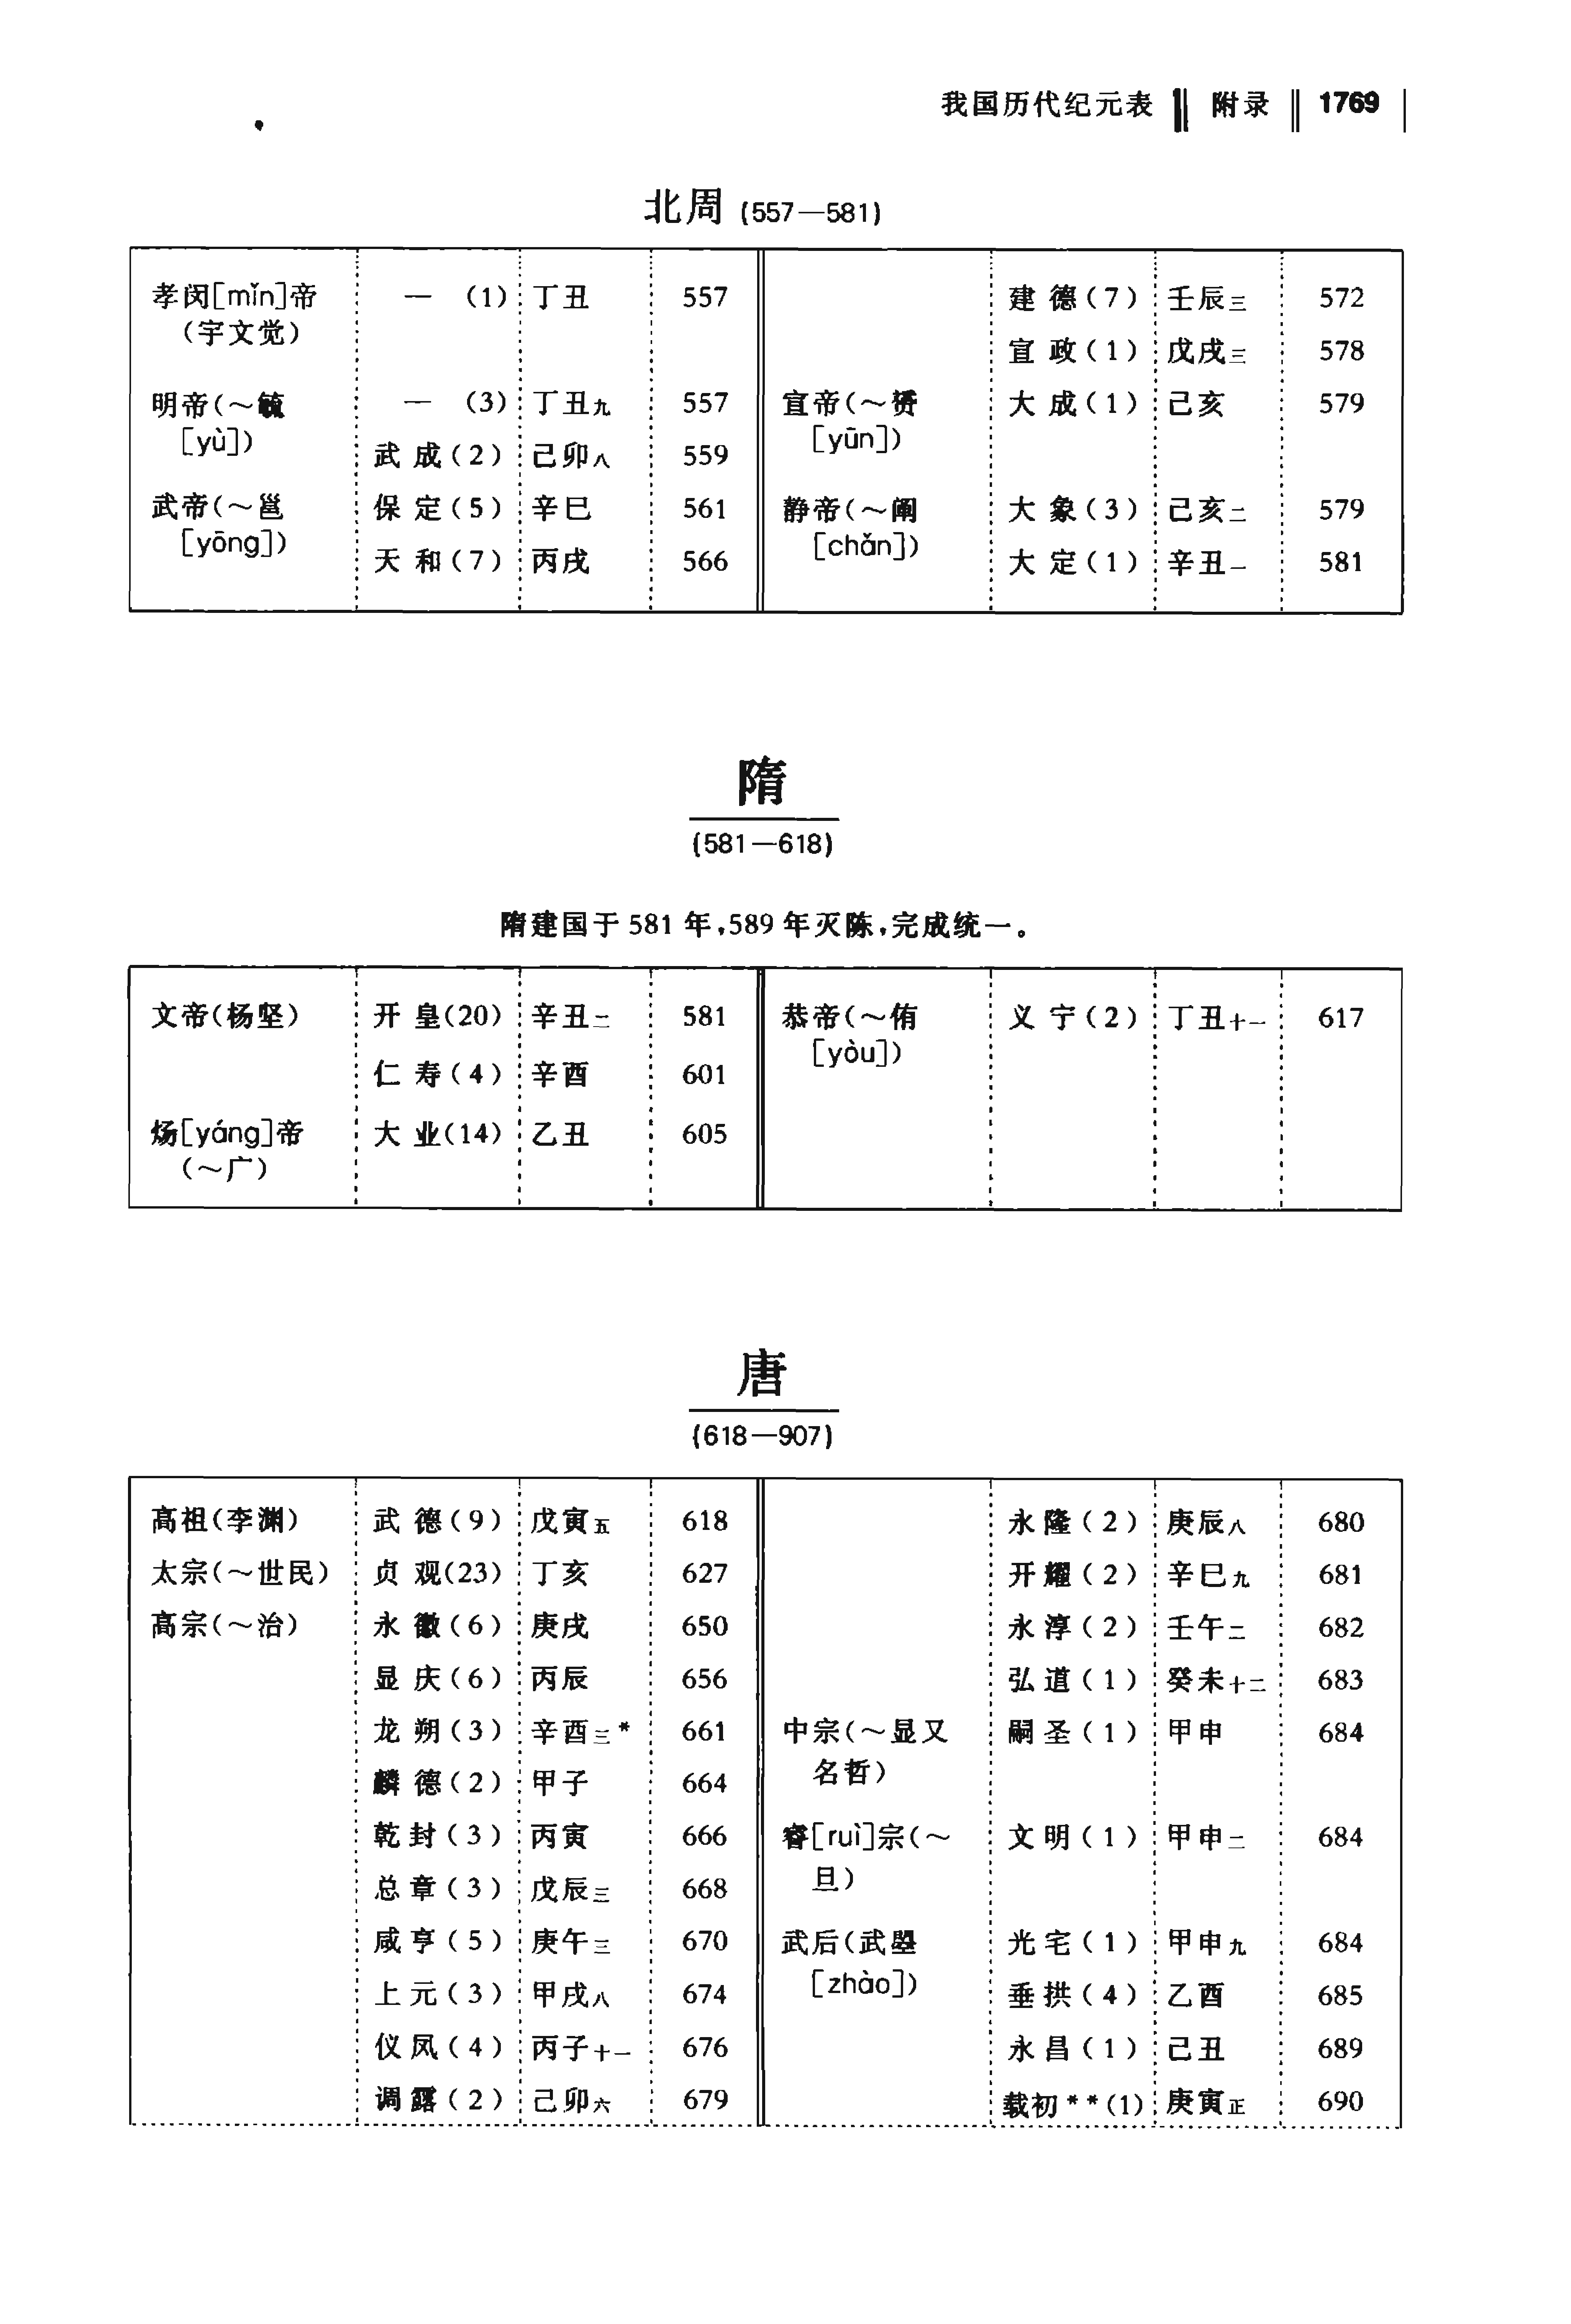 我国历代纪元表 ‖ 附录 ‖ 1769
北周 (557—581)
孝闵[mǐn]帝 一 (1) 丁丑 557
(宇文觉)
明帝(～毓 一 (3) 丁丑九 557
[yù])
武成(2) 己卯八 559
武帝(～邕 保定(5) 辛巳 561
[yōng])
天和(7) 丙戌 566
建德(7) 壬辰三 572
宣政(1) 戊戌三 578
宣帝(～赟 大成(1) 己亥 579
[yūn])
静帝(～阐 大象(3) 己亥二 579
[chǎn])
大定(1) 辛丑一 581
隋
(581—618)
隋建国于 581 年,589 年灭陈,完成统一。
文帝(杨坚) 开皇(20) 辛丑二 581
仁寿(4) 辛酉 601
炀[yáng]帝 大业(14) 乙丑 605
(～广)
恭帝(～侑 义宁(2) 丁丑十一 617
[yòu])
唐
(618—907)
高祖(李渊) 武德(9) 戊寅五 618
太宗(～世民) 贞观(23) 丁亥 627
高宗(～治) 永徽(6) 庚戌 650
显庆(6) 丙辰 656
龙朔(3) 辛酉三* 661
麟德(2) 甲子 664
乾封(3) 丙寅 666
总章(3) 戊辰三 668
咸亨(5) 庚午三 670
上元(3) 甲戌八 674
仪凤(4) 丙子十一 676
调露(2) 己卯六 679
永隆(2) 庚辰八 680
开耀(2) 辛巳九 681
永淳(2) 壬午二 682
弘道(1) 癸未十二 683
中宗(～显又 嗣圣(1) 甲申 684
名哲)
睿[ruì]宗(～ 文明(1) 甲申二 684
旦)
武后(武曌 光宅(1) 甲申九 684
[zhào])
垂拱(4) 乙酉 685
永昌(1) 己丑 689
载初**(1) 庚寅正 690